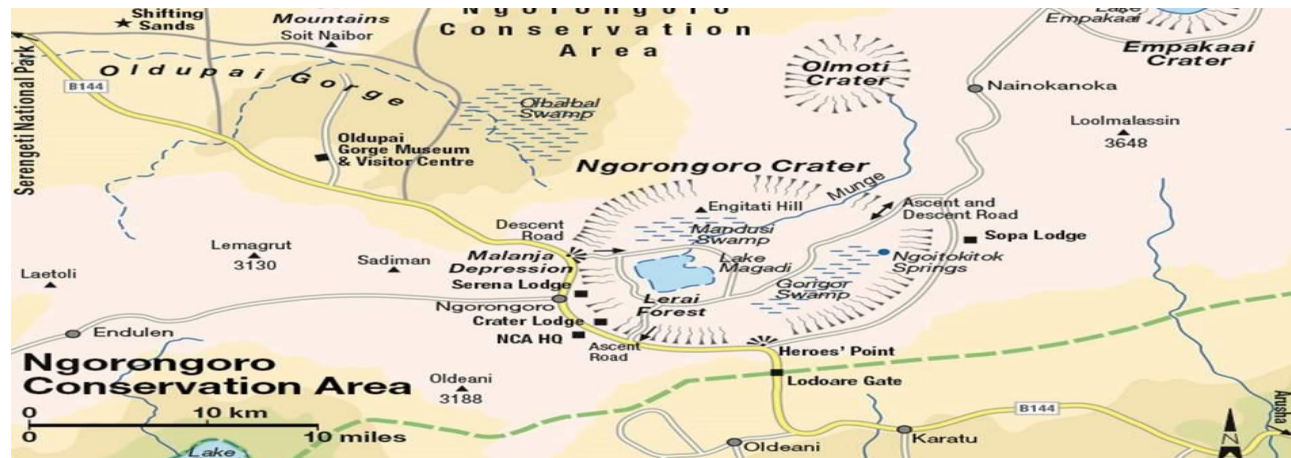 Shifting
Sands
Mountains
Soit Naibor
Ngorongoro
Conservation
Area
Lake
Empakaai
Empakaai
Crater
Olmoti
Crater
Nainokanoka
Loolmalassin
3648
Serengeti National Park
B144
Oldupai Gorge
Olbalbal
Swamp
Oldupai
Gorge Museum
& Visitor Centre
Ngorongoro Crater
Munge
Engitati Hill
Ascent and
Descent Road
Sopa Lodge
Descent
Road
Mandusi
Swamp
Malanja
Depression
Lake
Magadi
Ngoitokitok
Springs
Gorigor
Swamp
Lemagrut
3130
Sadiman
Laetoli
Serena Lodge
Ngorongoro
Lerai
Forest
Crater Lodge
NCA HQ
Ascent
Road
Endulen
Heroes' Point
Lodoare Gate
Ngorongoro
Conservation Area
Oldeani
3188
0 10 km
0 10 miles
Lake
Oldeani
Karatu
B144
Arusha
N